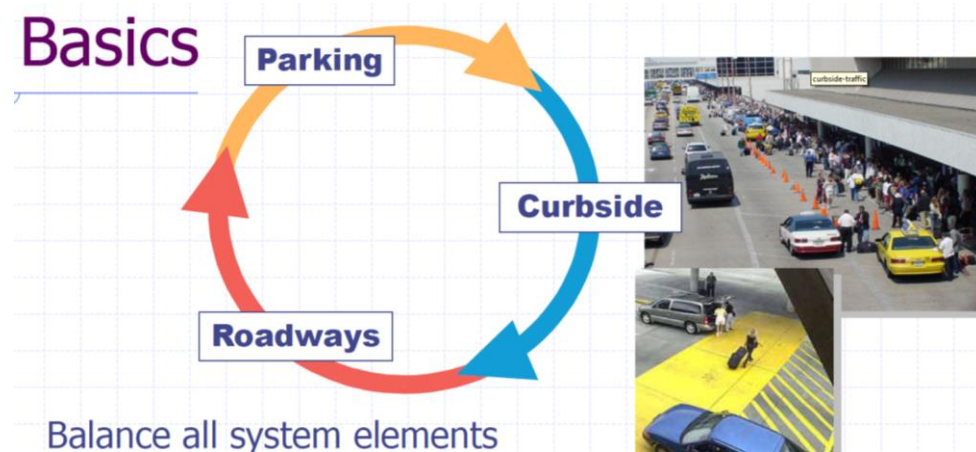 Basics
Parking
curbside-traffic
Curbside
Roadways
Balance all system elements